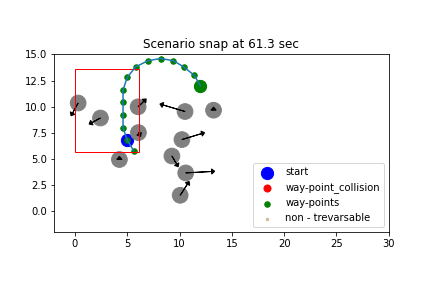 Scenario snap at 61.3 sec
15.0
12.5
10.0
7.5
5.0
2.5
0.0
0 5 10 15 20 25 30
start
way-point_collision
way-points
non - trevarsable